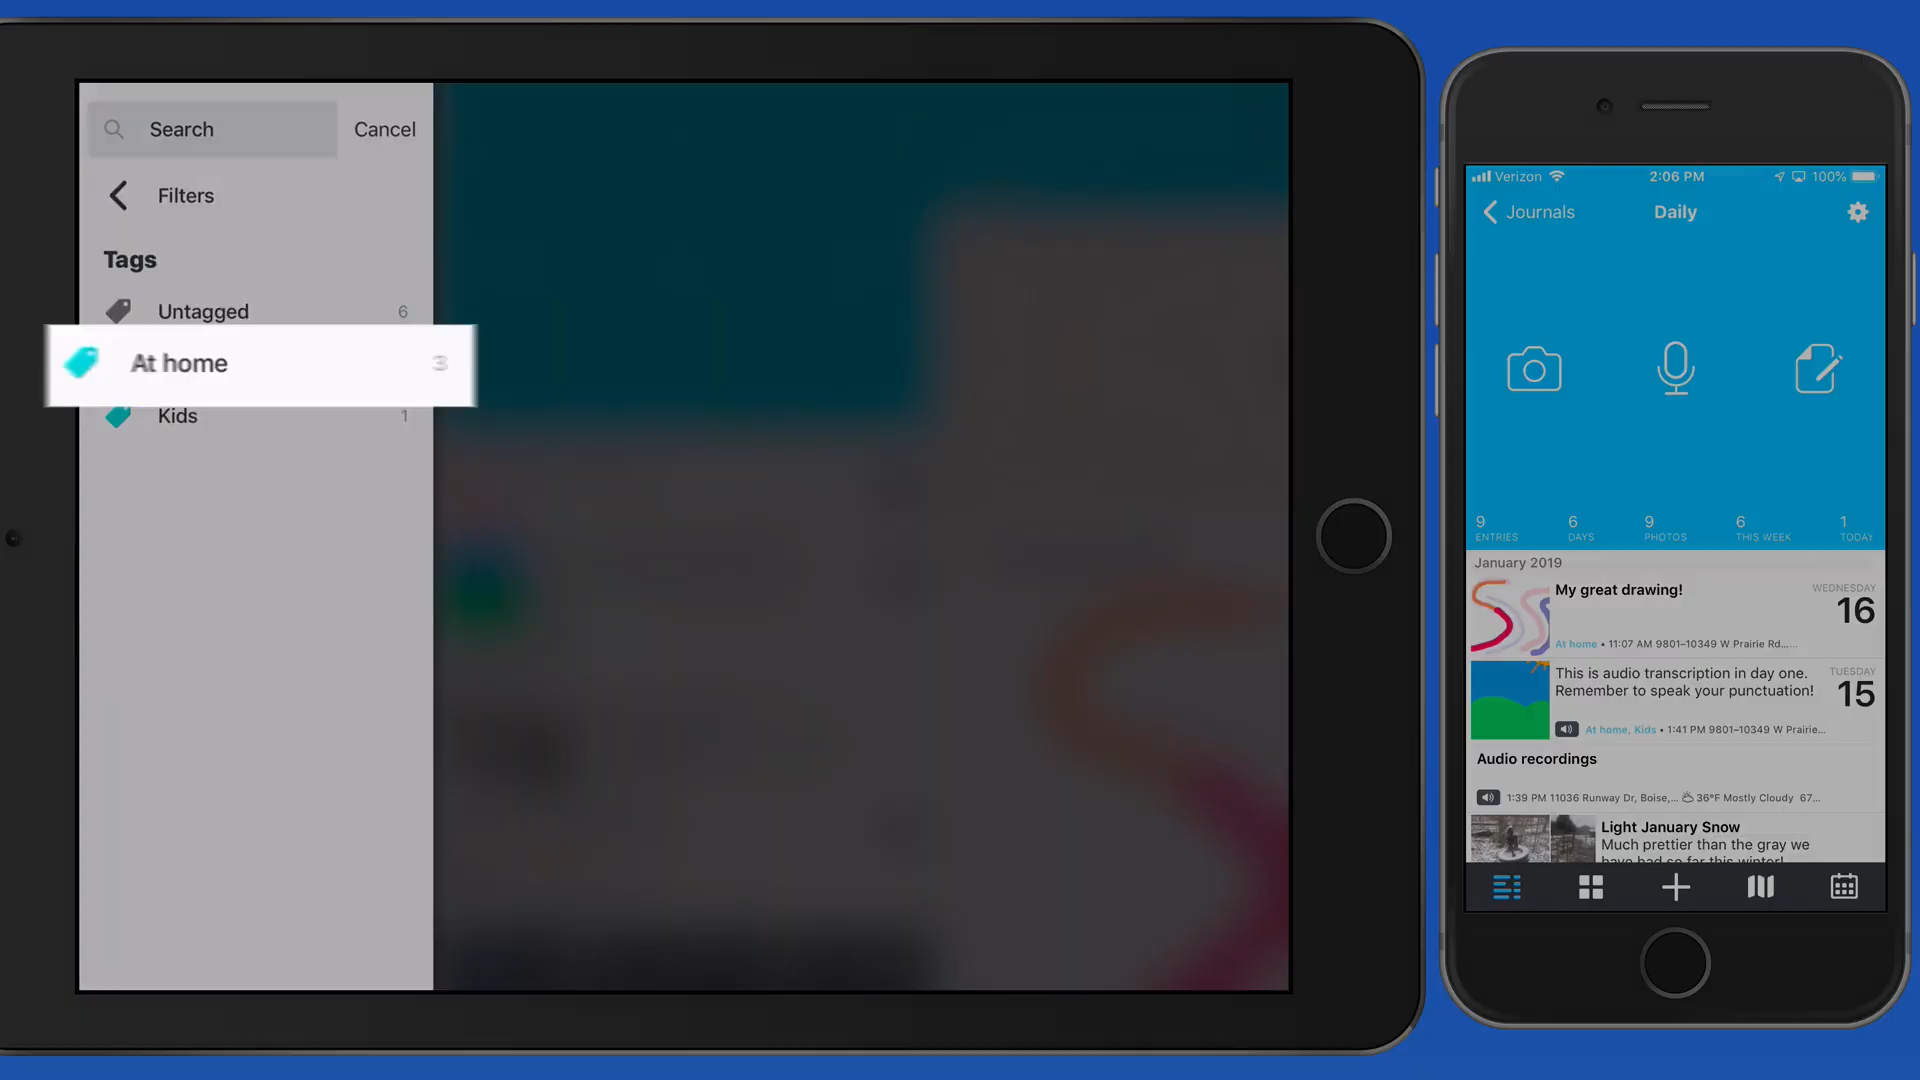 Search
Cancel
Filters
Tags
Untagged 6
At home 3
Kids 1
Verizon 2:06 PM 100%
Journals Daily
9 6 9 6 1
ENTRIES DAYS PHOTOS THIS WEEK TODAY
January 2019
My great drawing!
WEDNESDAY
16
At home • 11:07 AM 9801–10349 W Prairie Rd......
This is audio transcription in day one.
Remember to speak your punctuation!
TUESDAY
15
At home, Kids • 1:41 PM 9801–10349 W Prairie...
Audio recordings
1:39 PM 11036 Runway Dr, Boise,... 36°F Mostly Cloudy 67...
Light January Snow
Much prettier than the gray we
have had so far this winter!